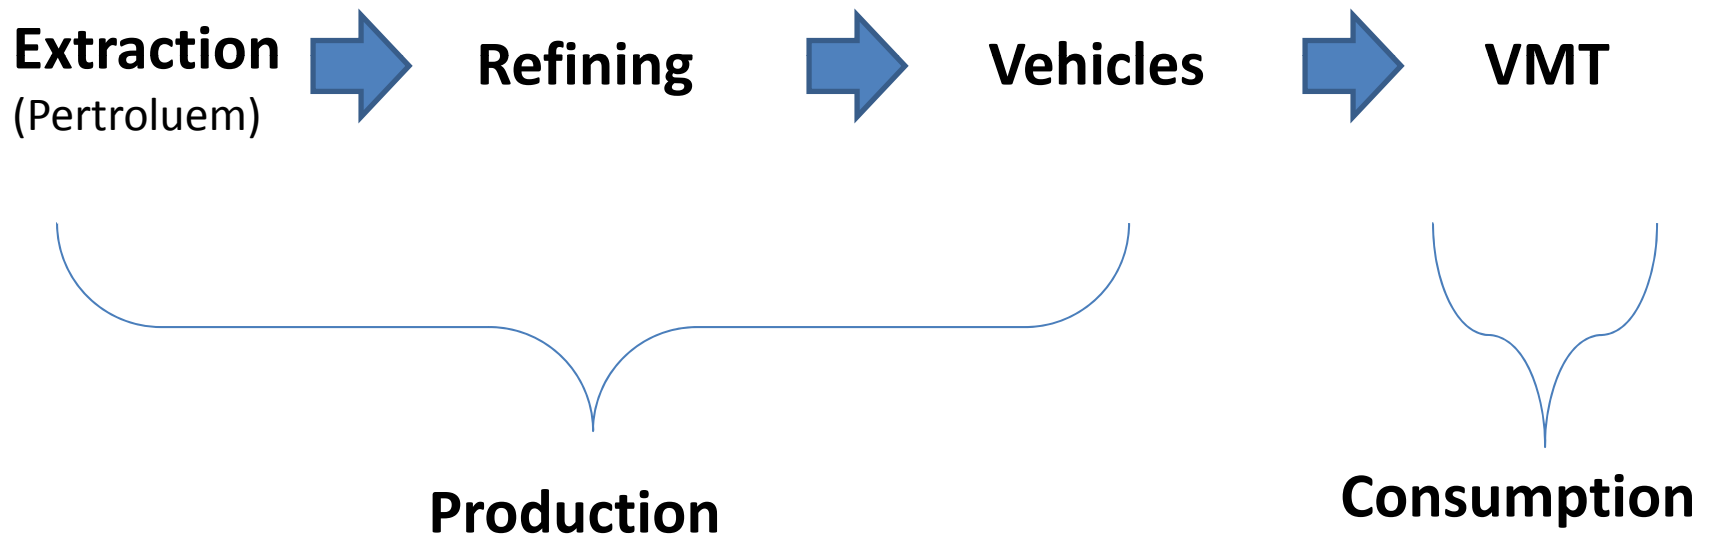 Extraction
(Pertroluem)
Refining
Vehicles
VMT
Production
Consumption